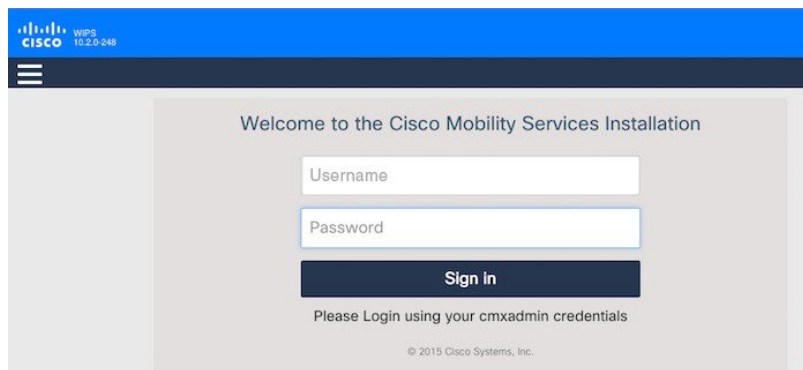 CISCO
WIPS
10.2.0-248
Welcome to the Cisco Mobility Services Installation
Username
Password
Sign in
Please Login using your cmxadmin credentials
© 2015 Cisco Systems, Inc.